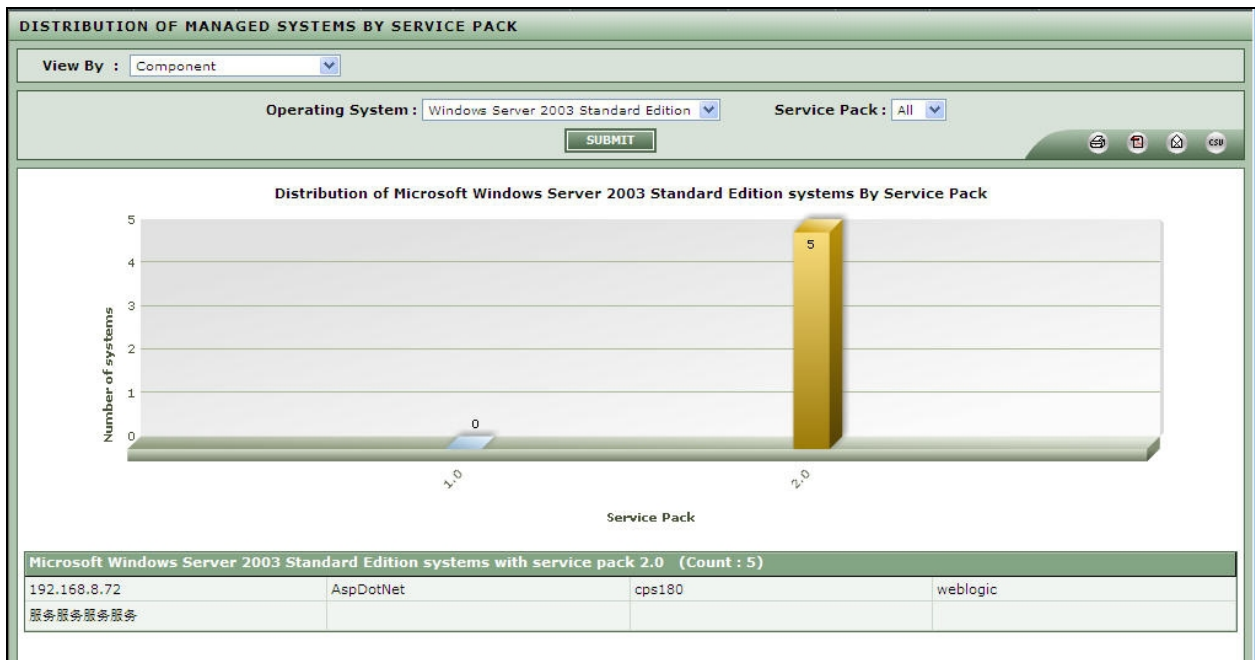 DISTRIBUTION OF MANAGED SYSTEMS BY SERVICE PACK
View By : Component
Operating System : Windows Server 2003 Standard Edition Service Pack : All
SUBMIT
CSV
Distribution of Microsoft Windows Server 2003 Standard Edition systems By Service Pack
5
4
3
2
1
0
Number of systems
0
5
1.0
2.0
Service Pack
Microsoft Windows Server 2003 Standard Edition systems with service pack 2.0 (Count : 5)
192.168.8.72 AspDotNet cps180 weblogic
服务服务服务服务